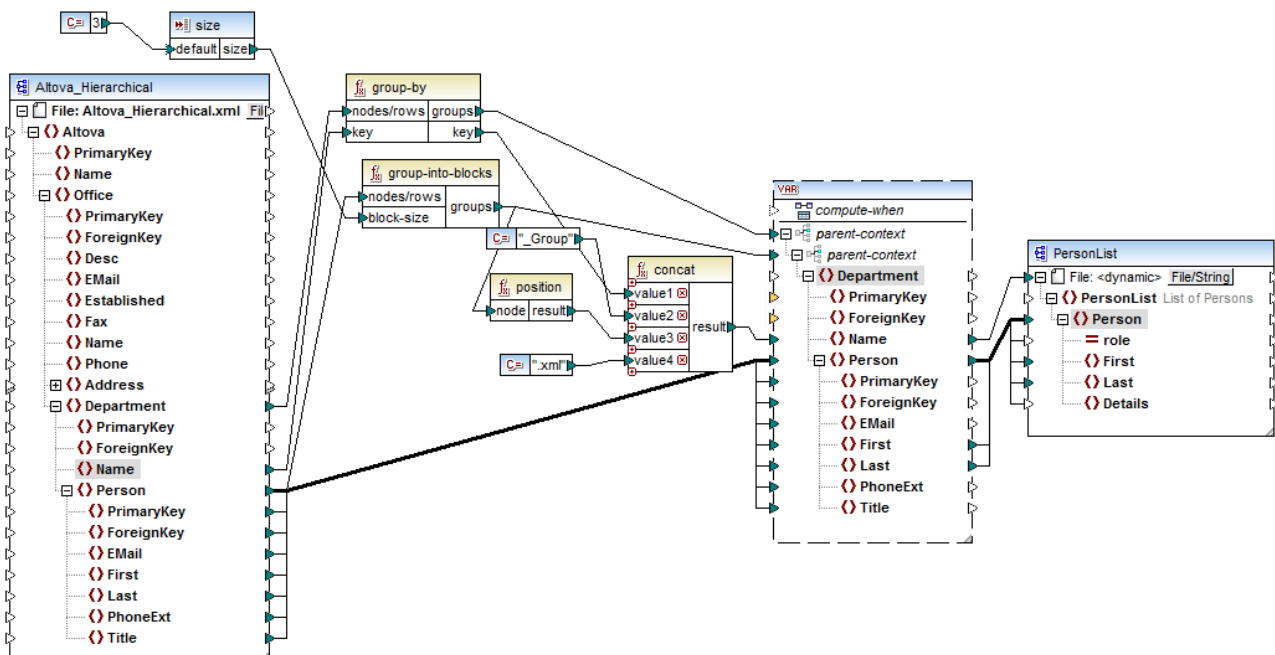 C= 3
size
default size
Altova_Hierarchical
File: Altova_Hierarchical.xml Fil
Altova
PrimaryKey
Name
Office
PrimaryKey
ForeignKey
Desc
EMail
Established
Fax
Name
Phone
Address
Department
PrimaryKey
ForeignKey
Name
Person
PrimaryKey
ForeignKey
EMail
First
Last
PhoneExt
Title
group-by
nodes/rows groups
key key
group-into-blocks
nodes/rows groups
block-size
C= "_Group"
position
node result
C= ".xml"
concat
value1
value2
result
value3
value4
VAR
compute-when
parent-context
parent-context
Department
PrimaryKey
ForeignKey
Name
Person
PrimaryKey
ForeignKey
EMail
First
Last
PhoneExt
Title
PersonList
File: <dynamic> File/String
PersonList List of Persons
Person
role
First
Last
Details